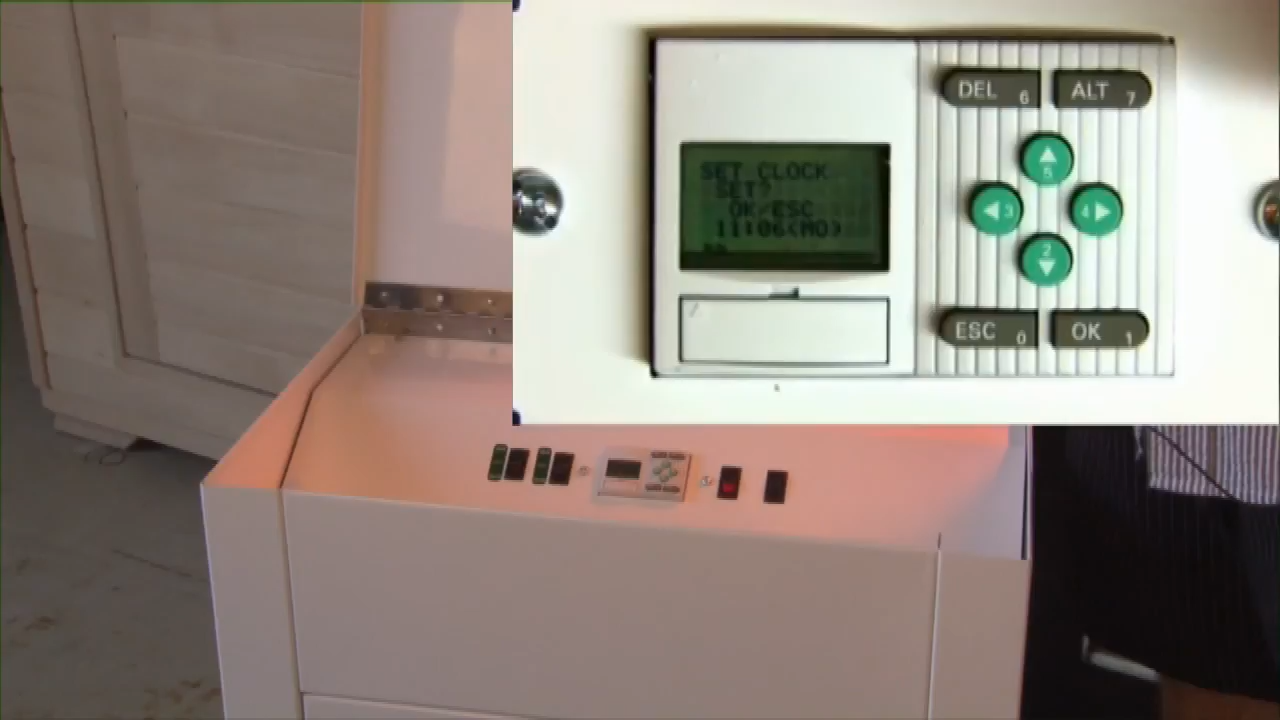 DEL 6 ALT 7
SET CLOCK
SET?
OK/ESC
11:06(MO)
5
3 4
2
ESC 0 OK 1